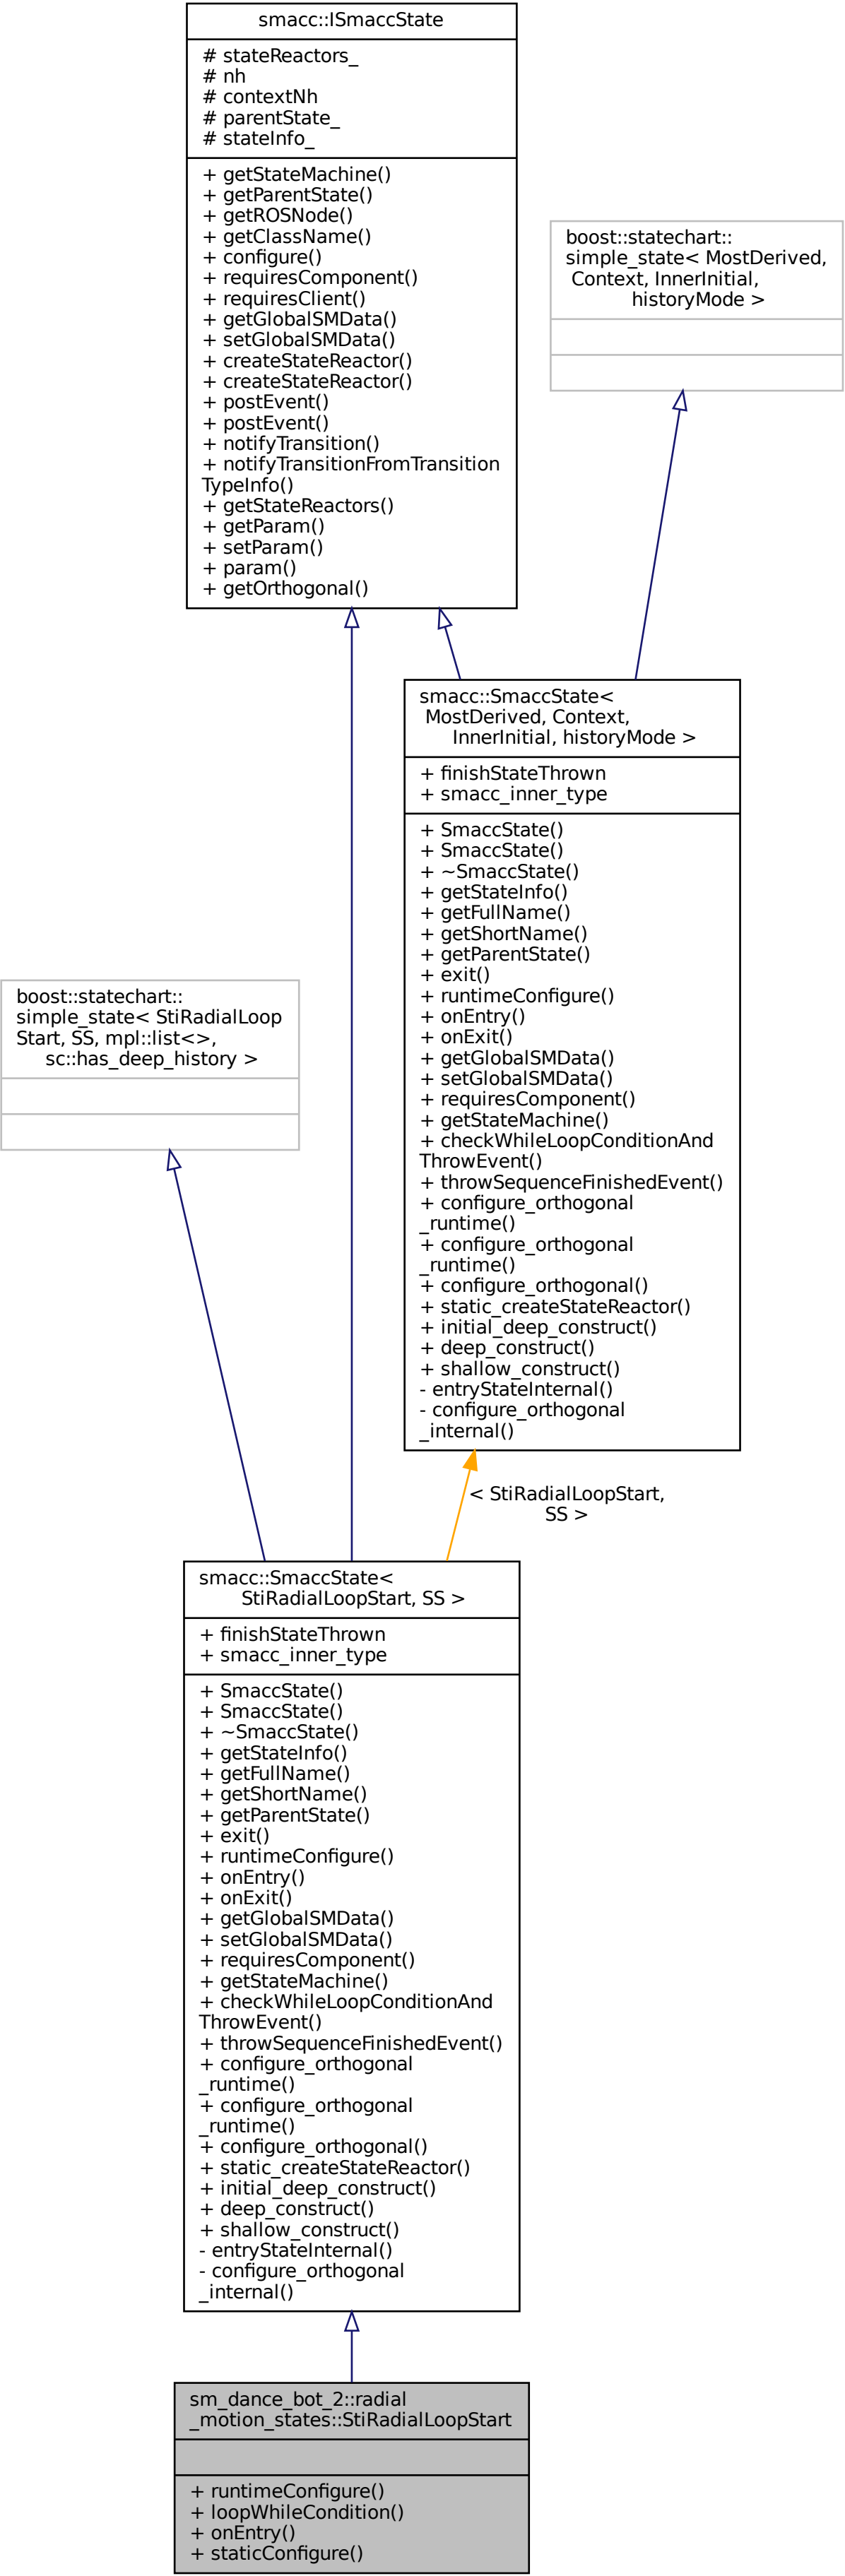 smacc::ISmaccState
# stateReactors_
# nh
# contextNh
# parentState_
# stateInfo_
+ getStateMachine()
+ getParentState()
+ getROSNode()
+ getClassName()
+ configure()
+ requiresComponent()
+ requiresClient()
+ getGlobalSMData()
+ setGlobalSMData()
+ createStateReactor()
+ createStateReactor()
+ postEvent()
+ postEvent()
+ notifyTransition()
+ notifyTransitionFromTransition
TypeInfo()
+ getStateReactors()
+ getParam()
+ setParam()
+ param()
+ getOrthogonal()
boost::statechart::
simple_state< MostDerived,
Context, InnerInitial,
historyMode >
smacc::SmaccState<
MostDerived, Context,
InnerInitial, historyMode >
+ finishStateThrown
+ smacc_inner_type
+ SmaccState()
+ SmaccState()
+ ~SmaccState()
+ getStateInfo()
+ getFullName()
+ getShortName()
+ getParentState()
+ exit()
+ runtimeConfigure()
+ onEntry()
+ onExit()
+ getGlobalSMData()
+ setGlobalSMData()
+ requiresComponent()
+ getStateMachine()
+ checkWhileLoopConditionAnd
ThrowEvent()
+ throwSequenceFinishedEvent()
+ configure_orthogonal
_runtime()
+ configure_orthogonal
_runtime()
+ configure_orthogonal()
+ static_createStateReactor()
+ initial_deep_construct()
+ deep_construct()
+ shallow_construct()
- entryStateInternal()
- configure_orthogonal
_internal()
boost::statechart::
simple_state< StiRadialLoop
Start, SS, mpl::list<>,
sc::has_deep_history >
< StiRadialLoopStart,
SS >
smacc::SmaccState<
StiRadialLoopStart, SS >
+ finishStateThrown
+ smacc_inner_type
+ SmaccState()
+ SmaccState()
+ ~SmaccState()
+ getStateInfo()
+ getFullName()
+ getShortName()
+ getParentState()
+ exit()
+ runtimeConfigure()
+ onEntry()
+ onExit()
+ getGlobalSMData()
+ setGlobalSMData()
+ requiresComponent()
+ getStateMachine()
+ checkWhileLoopConditionAnd
ThrowEvent()
+ throwSequenceFinishedEvent()
+ configure_orthogonal
_runtime()
+ configure_orthogonal
_runtime()
+ configure_orthogonal()
+ static_createStateReactor()
+ initial_deep_construct()
+ deep_construct()
+ shallow_construct()
- entryStateInternal()
- configure_orthogonal
_internal()
sm_dance_bot_2::radial
_motion_states::StiRadialLoopStart
+ runtimeConfigure()
+ loopWhileCondition()
+ onEntry()
+ staticConfigure()